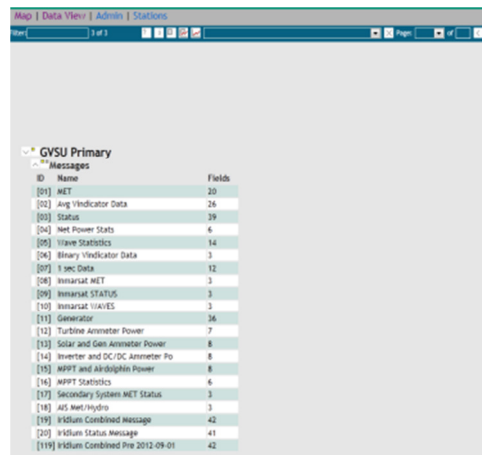 Map | Data View | Admin | Stations
filter: 3 of 3 Page: of
GVSU Primary
Messages
ID Name Fields
[01] MET 20
[02] Avg Vindicator Data 26
[03] Status 39
[04] Net Power Stats 6
[05] Wave Statistics 14
[06] Binary Vindicator Data 3
[07] 1 sec Data 12
[08] Inmarsat MET 3
[09] Inmarsat STATUS 3
[10] Inmarsat WAVES 3
[11] Generator 36
[12] Turbine Ammeter Power 7
[13] Solar and Gen Ammeter Power 8
[14] Inverter and DC/DC Ammeter Po 8
[15] MPPT and Airdolphin Power 8
[16] MPPT Statistics 6
[17] Secondary System MET Status 3
[18] AIS Met/Hydro 3
[19] Iridium Combined Message 42
[20] Iridium Status Message 41
[119] Iridium Combined Pre 2012-09-01 42